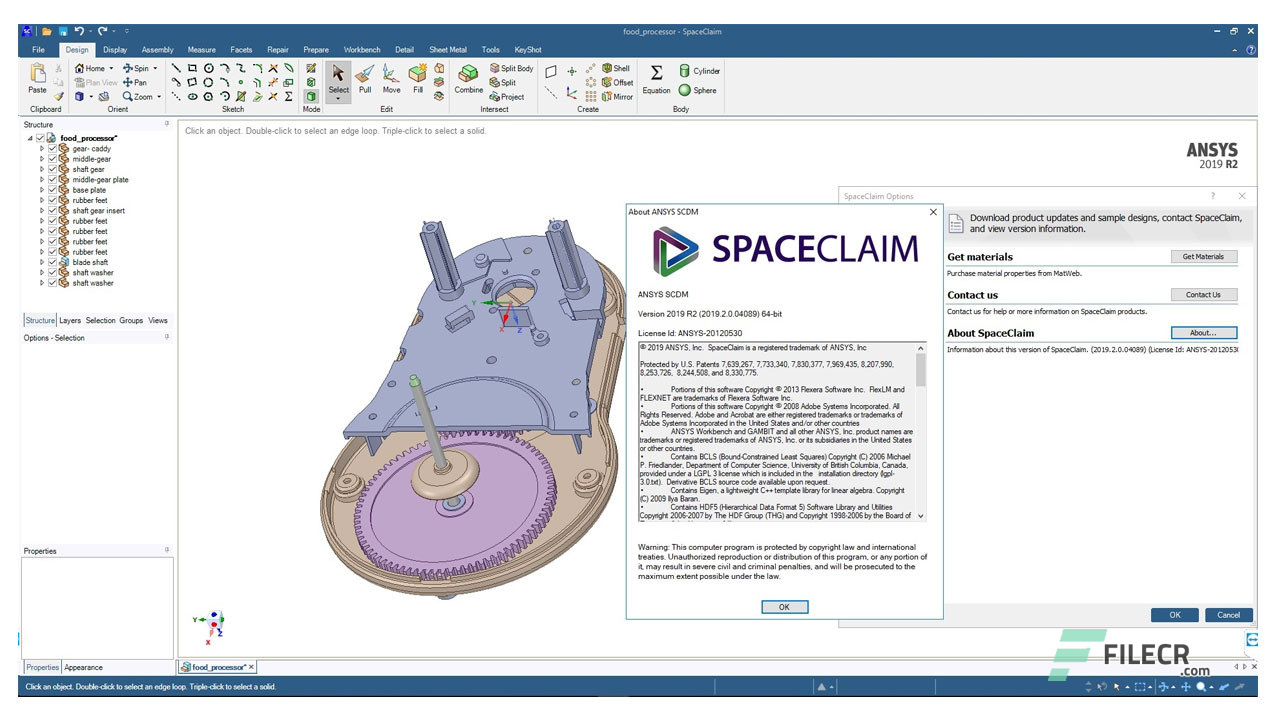 food_processor - SpaceClaim
File Design Display Assembly Measure Facets Repair Prepare Workbench Detail Sheet Metal Tools KeyShot
Home Spin Shell Cylinder
Split Body
Plan View Pan Split Offset
Paste Select Pull Move Fill Combine Equation Sphere
Zoom Project Mirror
Clipboard Orient Sketch Mode Edit Intersect Create Body
Structure
Click an object. Double-click to select an edge loop. Triple-click to select a solid.
food_processor*
gear- caddy
middle-gear
shaft gear
middle-gear plate
base plate
rubber feet
shaft gear insert
rubber feet
rubber feet
rubber feet
rubber feet
blade shaft
shaft washer
shaft washer
Structure Layers Selection Groups Views
Options - Selection
Properties
Properties Appearance
food_processor*
Click an object. Double-click to select an edge loop. Triple-click to select a solid.
Y
X
Z
Y
Z
X
ANSYS
2019 R2
About ANSYS SCDM
SPACECLAIM
ANSYS SCDM
Version 2019 R2 (2019.2.0.04089) 64-bit
License Id: ANSYS-20120530
© 2019 ANSYS, Inc. SpaceClaim is a registered trademark of ANSYS, Inc
Protected by U.S. Patents 7,639,267, 7,733,340, 7,830,377, 7,969,435, 8,207,990,
8,253,726, 8,244,508, and 8,330,775.
• Portions of this software Copyright © 2013 Flexera Software Inc. FlexLM and
FLEXNET are trademarks of Flexera Software Inc.
• Portions of this software Copyright © 2008 Adobe Systems Incorporated. All
Rights Reserved. Adobe and Acrobat are either registered trademarks or trademarks of
Adobe Systems Incorporated in the United States and/or other countries
• ANSYS Workbench and GAMBIT and all other ANSYS, Inc. product names are
trademarks or registered trademarks of ANSYS, Inc. or its subsidiaries in the United States
or other countries.
• Contains BCLS (Bound-Constrained Least Squares) Copyright (C) 2006 Michael
P. Friedlander, Department of Computer Science, University of British Columbia, Canada,
provided under a LGPL 3 license which is included in the installation directory (lgpl-
3.0.txt). Derivative BCLS source code available upon request.
• Contains Eigen, a lightweight C++ template library for linear algebra. Copyright
(C) 2009 Ilya Baran.
• Contains HDF5 (Hierarchical Data Format 5) Software Library and Utilities
Copyright 2006-2007 by The HDF Group (THG) and Copyright 1998-2006 by the Board of
Warning: This computer program is protected by copyright law and international
treaties. Unauthorized reproduction or distribution of this program, or any portion of
it, may result in severe civil and criminal penalties, and will be prosecuted to the
maximum extent possible under the law.
OK
SpaceClaim Options
Download product updates and sample designs, contact SpaceClaim,
and view version information.
Get materials Get Materials
Purchase material properties from MatWeb.
Contact us Contact Us
Contact us for help or more information on SpaceClaim products.
About SpaceClaim About...
Information about this version of SpaceClaim. (2019.2.0.04089) (License Id: ANSYS-2012053
OK Cancel
FILECR
.com